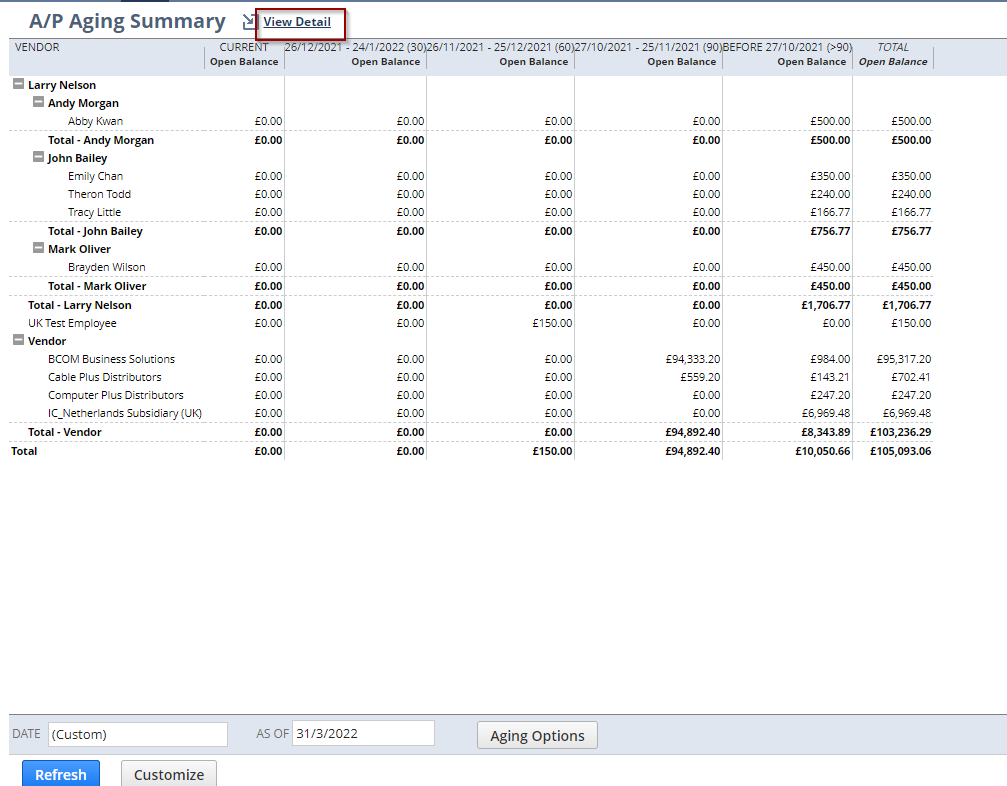 A/P Aging Summary View Detail
VENDOR CURRENT 26/12/2021 - 24/1/2022 (30) 26/11/2021 - 25/12/2021 (60) 27/10/2021 - 25/11/2021 (90) BEFORE 27/10/2021 (>90) TOTAL
Open Balance Open Balance Open Balance Open Balance Open Balance Open Balance
Larry Nelson
Andy Morgan
Abby Kwan £0.00 £0.00 £0.00 £0.00 £500.00 £500.00
Total - Andy Morgan £0.00 £0.00 £0.00 £0.00 £500.00 £500.00
John Bailey
Emily Chan £0.00 £0.00 £0.00 £0.00 £350.00 £350.00
Theron Todd £0.00 £0.00 £0.00 £0.00 £240.00 £240.00
Tracy Little £0.00 £0.00 £0.00 £0.00 £166.77 £166.77
Total - John Bailey £0.00 £0.00 £0.00 £0.00 £756.77 £756.77
Mark Oliver
Brayden Wilson £0.00 £0.00 £0.00 £0.00 £450.00 £450.00
Total - Mark Oliver £0.00 £0.00 £0.00 £0.00 £450.00 £450.00
Total - Larry Nelson £0.00 £0.00 £0.00 £0.00 £1,706.77 £1,706.77
UK Test Employee £0.00 £0.00 £150.00 £0.00 £0.00 £150.00
Vendor
BCOM Business Solutions £0.00 £0.00 £0.00 £94,333.20 £984.00 £95,317.20
Cable Plus Distributors £0.00 £0.00 £0.00 £559.20 £143.21 £702.41
Computer Plus Distributors £0.00 £0.00 £0.00 £0.00 £247.20 £247.20
IC_Netherlands Subsidiary (UK) £0.00 £0.00 £0.00 £0.00 £6,969.48 £6,969.48
Total - Vendor £0.00 £0.00 £0.00 £94,892.40 £8,343.89 £103,236.29
Total £0.00 £0.00 £150.00 £94,892.40 £10,050.66 £105,093.06
DATE (Custom) AS OF 31/3/2022 Aging Options
Refresh Customize